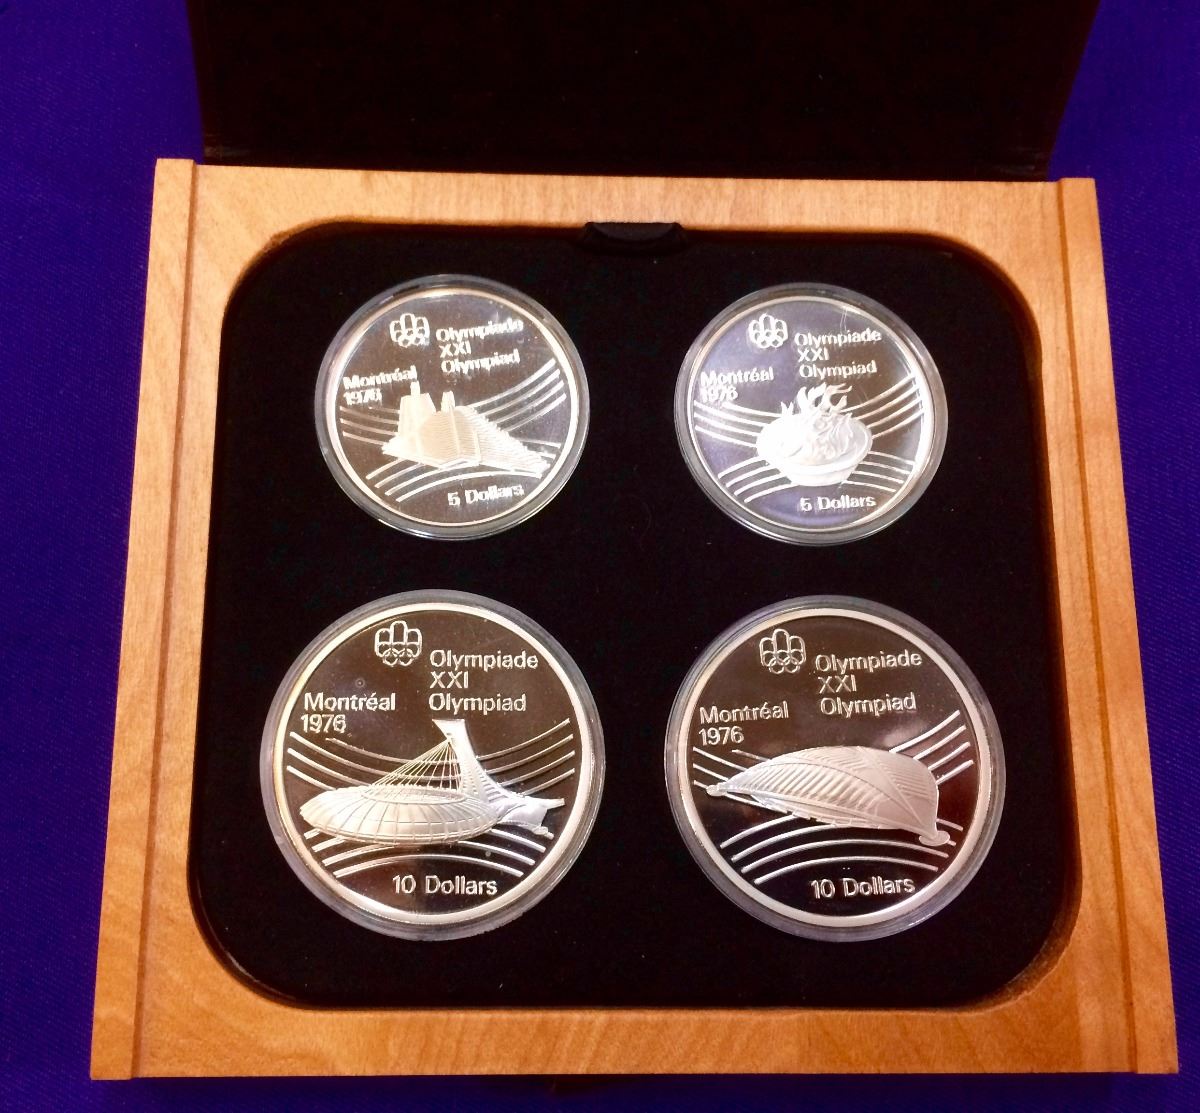 Olympiade
XXI
Olympiad
Montréal
1976
5 Dollars
Olympiade
XXI
Olympiad
Montréal
1976
5 Dollars
Olympiade
XXI
Olympiad
Montréal
1976
10 Dollars
Olympiade
XXI
Olympiad
Montréal
1976
10 Dollars